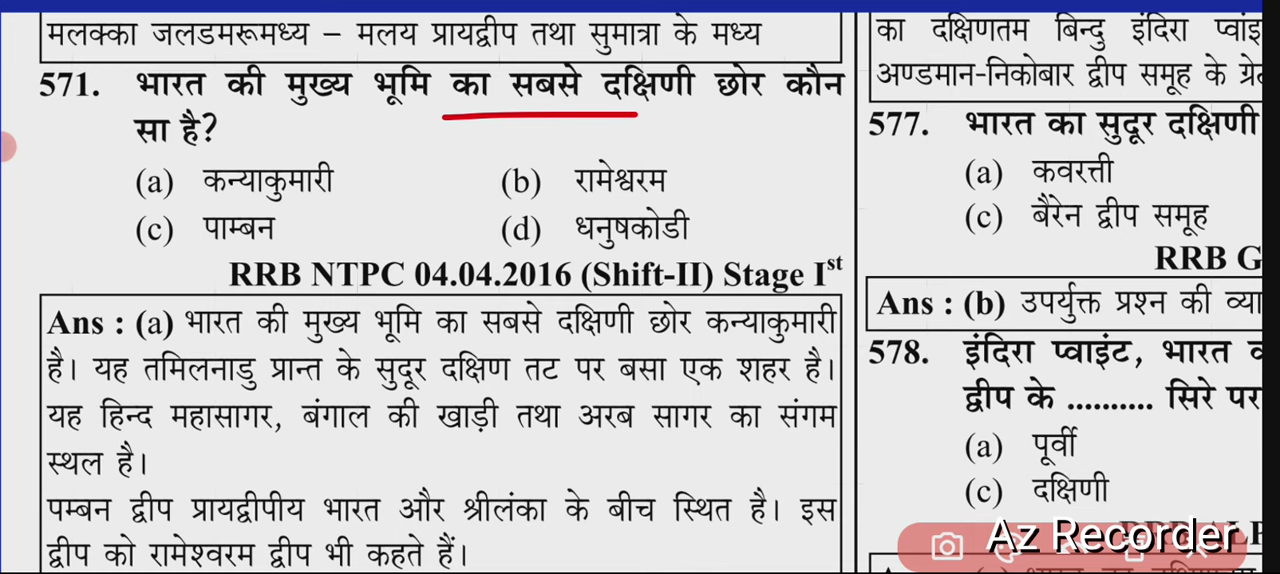 मलक्का जलडमरूमध्य – मलय प्रायद्वीप तथा सुमात्रा के मध्य
571. भारत की मुख्य भूमि का सबसे दक्षिणी छोर कौन
सा है?
(a) कन्याकुमारी (b) रामेश्वरम
(c) पाम्बन (d) धनुषकोडी
RRB NTPC 04.04.2016 (Shift-II) Stage Ist
Ans : (a) भारत की मुख्य भूमि का सबसे दक्षिणी छोर कन्याकुमारी
है। यह तमिलनाडु प्रान्त के सुदूर दक्षिण तट पर बसा एक शहर है।
यह हिन्द महासागर, बंगाल की खाड़ी तथा अरब सागर का संगम
स्थल है।
पम्बन द्वीप प्रायद्वीपीय भारत और श्रीलंका के बीच स्थित है। इस
द्वीप को रामेश्वरम द्वीप भी कहते हैं।
का दक्षिणतम बिन्दु इंदिरा प्वांइ
अण्डमान-निकोबार द्वीप समूह के ग्रे
577. भारत का सुदूर दक्षिणी
(a) कवरत्ती
(c) बैरेन द्वीप समूह
RRB G
Ans : (b) उपर्युक्त प्रश्न की व्या
578. इंदिरा प्वाइंट, भारत
द्वीप के .......... सिरे पर
(a) पूर्वी
(c) दक्षिणी
Az Recorder